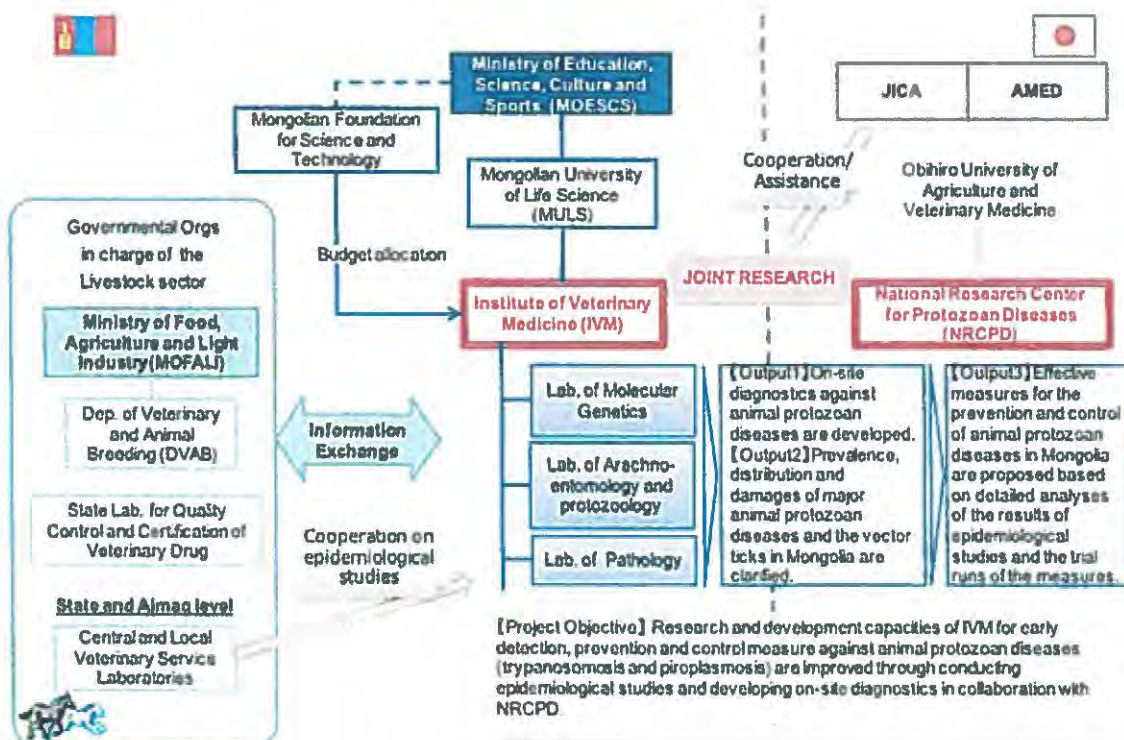 Ministry of Education,
Science, Culture and
Sports (MOESCS)
JICA
AMED
Mongolian Foundation
for Science and
Technology
Mongolian University
of Life Science
(MULS)
Cooperation/
Assistance
Obihiro University of
Agriculture and
Veterinary Medicine
Governmental Orgs
in charge of the
Livestock sector
Budget allocation
JOINT RESEARCH
Institute of Veterinary
Medicine (IVM)
National Research Center
for Protozoan Diseases
(NRCPD)
Ministry of Food,
Agriculture and Light
Industry(MOFALI)
Dep. of Veterinary
and Animal
Breeding (DVAB)
State Lab. for Quality
Control and Certification of
Veterinary Drug
State and Aimag level
Central and Local
Veterinary Service
Laboratories
Information
Exchange
Cooperation on
epidemiological
studies
Lab. of Molecular
Genetics
Lab. of Arachno-
entomology and
protozoology
Lab. of Pathology
【Output1】On-site
diagnostics against
animal protozoan
diseases are developed.
【Output2】Prevalence,
distribution and
damages of major
animal protozoan
diseases and the vector
ticks in Mongolia are
clarified.
【Output3】Effective
measures for the
prevention and control
of animal protozoan
diseases in Mongolia
are proposed based
on detailed analyses
of the results of
epidemiological
studies and the trial
runs of the measures.
【Project Objective】Research and development capacities of IVM for early
detection, prevention and control measure against animal protozoan diseases
(trypanosomosis and piroplasmosis) are improved through conducting
epidemiological studies and developing on-site diagnostics in collaboration with
NRCPD